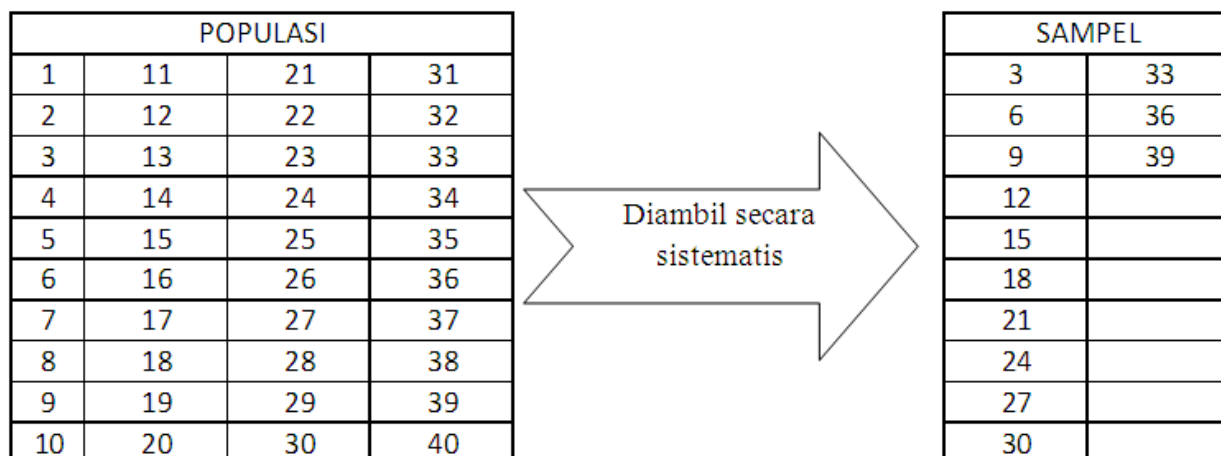 POPULASI
1 11 21 31
2 12 22 32
3 13 23 33
4 14 24 34
5 15 25 35
6 16 26 36
7 17 27 37
8 18 28 38
9 19 29 39
10 20 30 40
Diambil secara
sistematis
SAMPEL
3 33
6 36
9 39
12
15
18
21
24
27
30